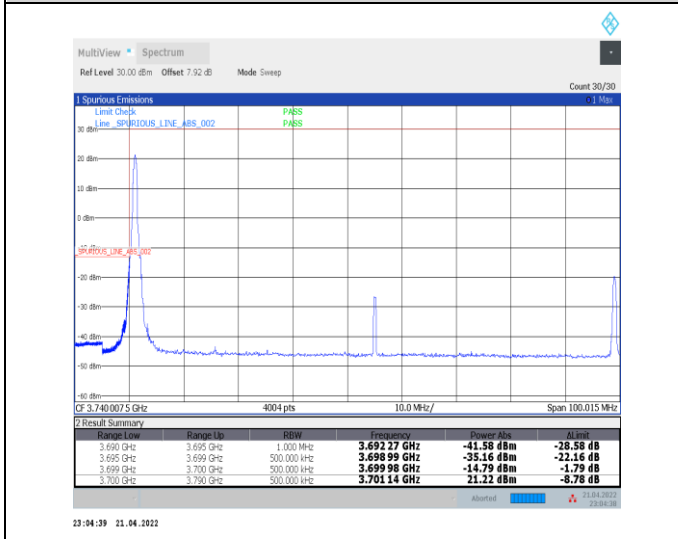 MultiView Spectrum
Ref Level 30.00 dBm Offset 7.92 dB Mode Sweep
Count 30/30
1 Spurious Emissions 1 Max
Limit Check PASS
Line _SPURIOUS_LINE_ABS_002 PASS
30 dBm
20 dBm
10 dBm
0 dBm
-10 dBm
_SPURIOUS_LINE_ABS_002
-20 dBm
-30 dBm
-40 dBm
-50 dBm
-60 dBm
CF 3.7400075 GHz 4004 pts 10.0 MHz/ Span 100.015 MHz
2 Result Summary
Range Low Range Up RBW Frequency Power Abs ΔLimit
3.690 GHz 3.695 GHz 1.000 MHz 3.692 27 GHz -41.58 dBm -28.58 dB
3.695 GHz 3.699 GHz 500.000 kHz 3.698 99 GHz -35.16 dBm -22.16 dB
3.699 GHz 3.700 GHz 500.000 kHz 3.699 98 GHz -14.79 dBm -1.79 dB
3.700 GHz 3.790 GHz 500.000 kHz 3.701 14 GHz 21.22 dBm -8.78 dB
Aborted 21.04.2022
23:04:38
23:04:39 21.04.2022